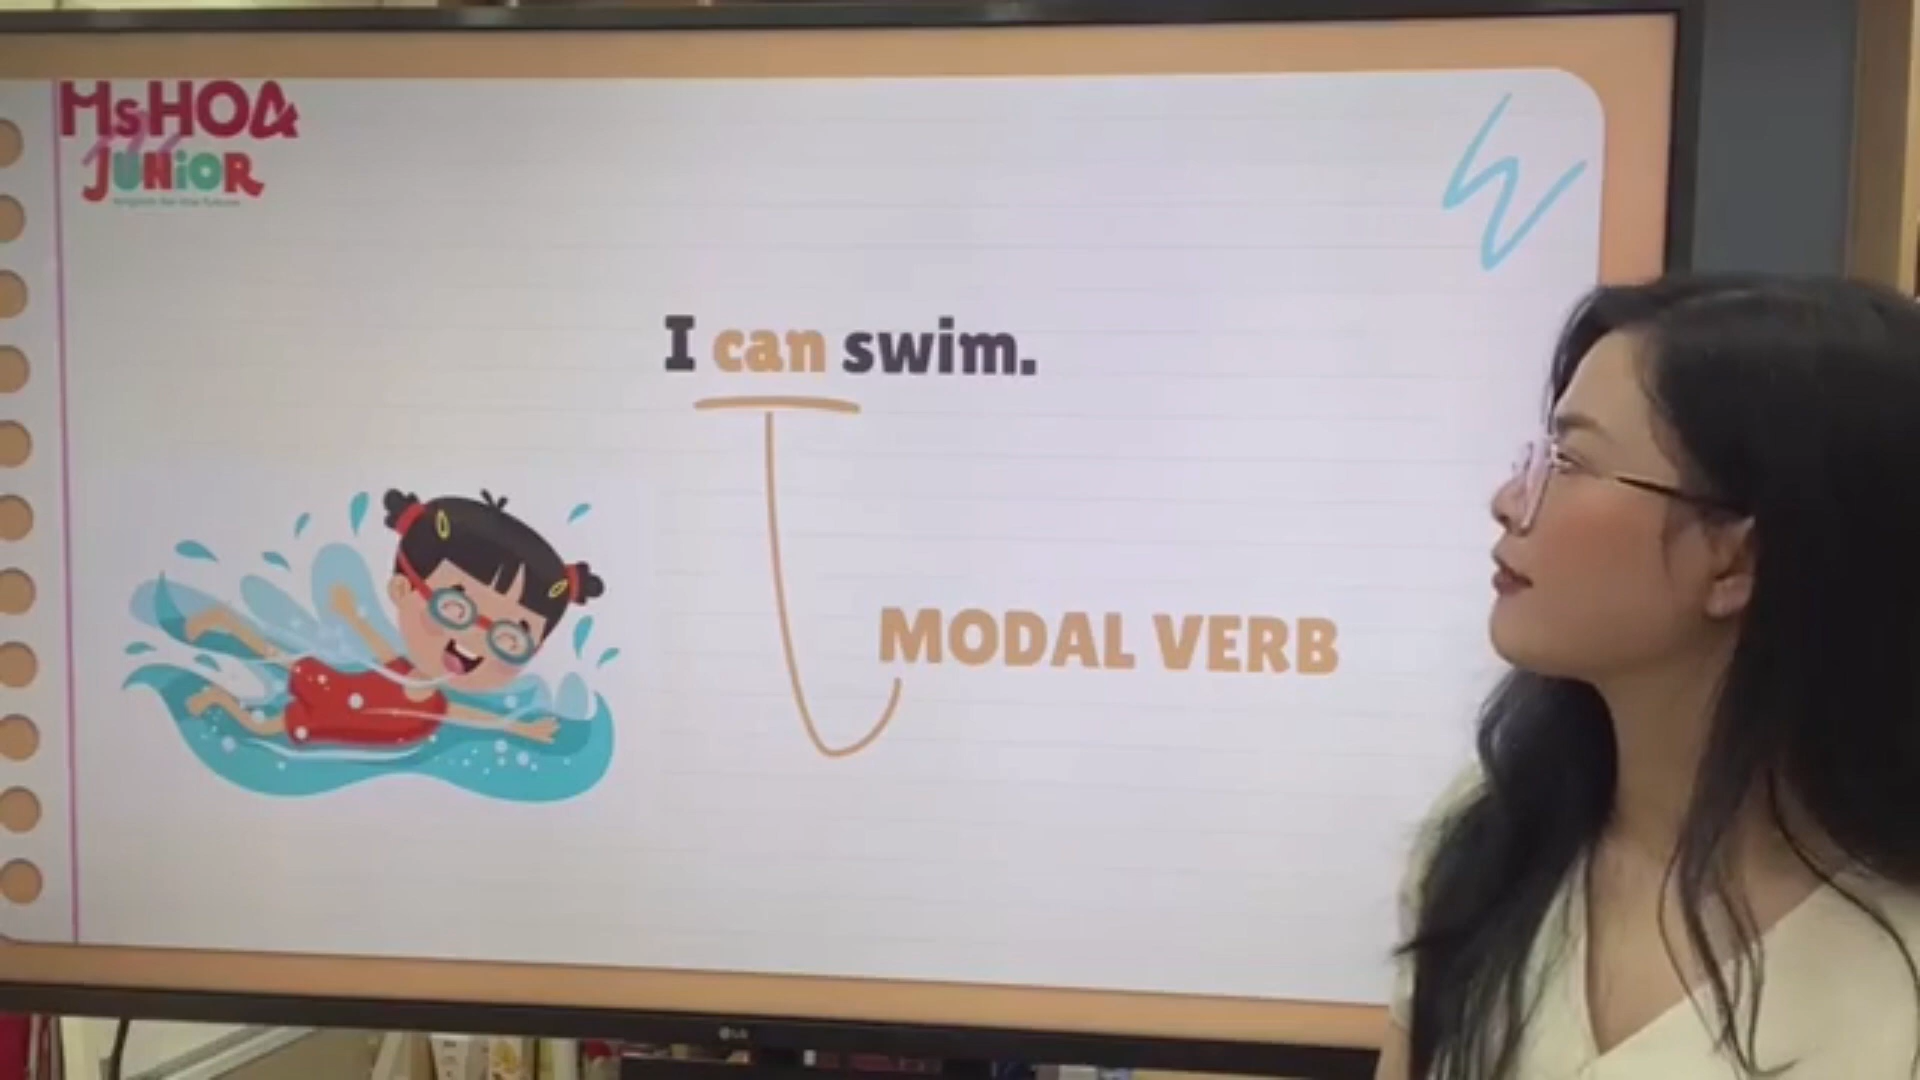 MsHOA
JUNiOR
I can swim.
MODAL VERB
LG